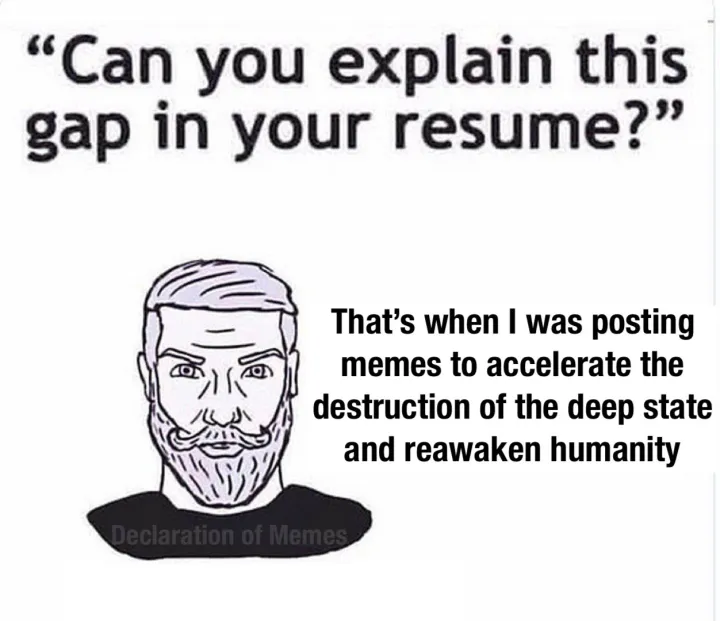 “Can you explain this
gap in your resume?”
That’s when I was posting
memes to accelerate the
destruction of the deep state
and reawaken humanity
Declaration of Memes